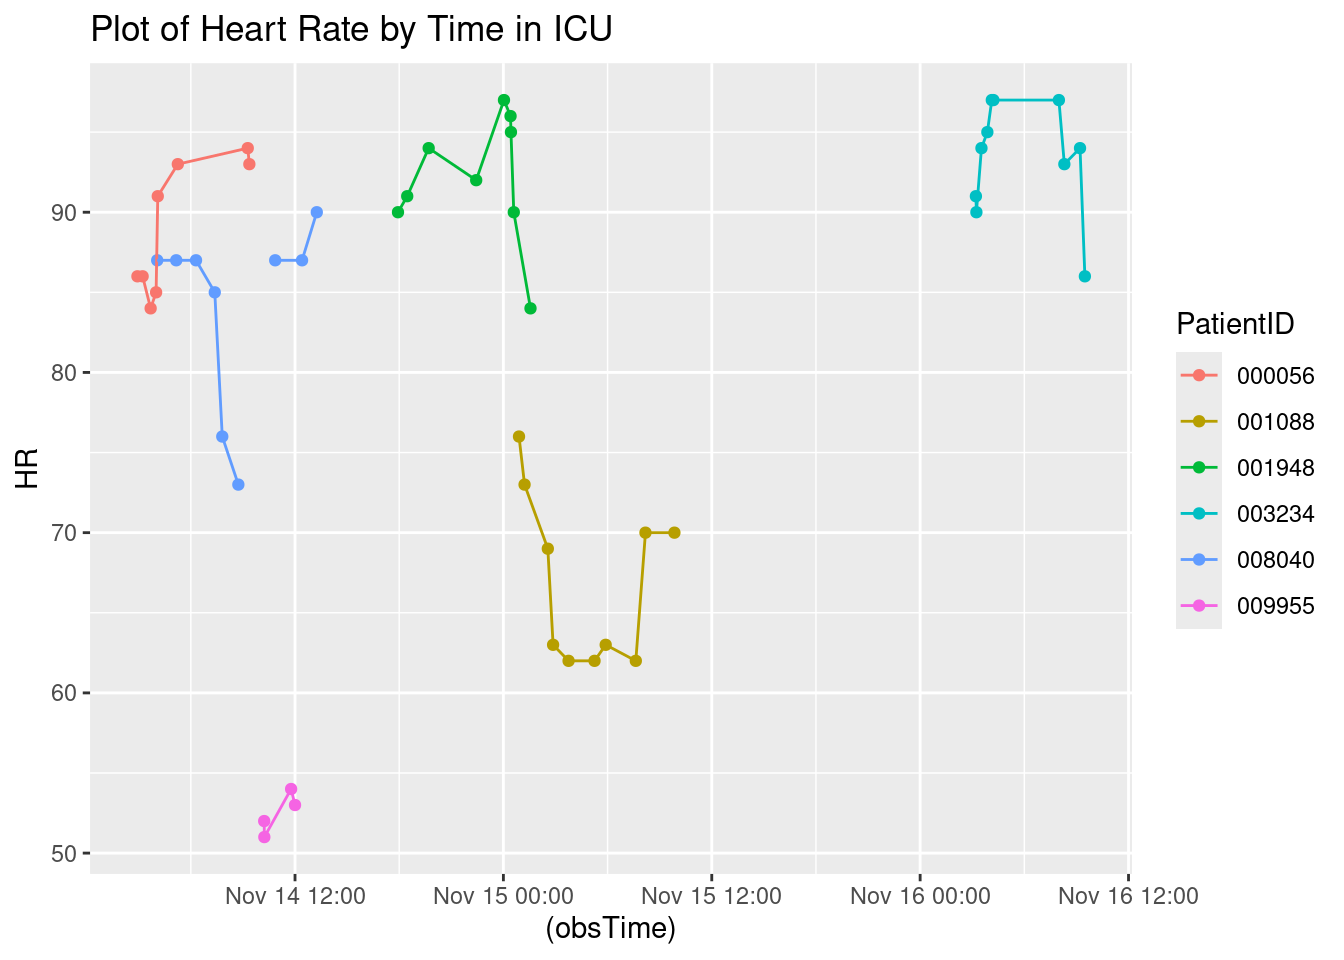 Plot of Heart Rate by Time in ICU
90
80
70
60
50
HR
Nov 14 12:00
Nov 15 00:00
Nov 15 12:00
Nov 16 00:00
Nov 16 12:00
(obsTime)
PatientID
000056
001088
001948
003234
008040
009955